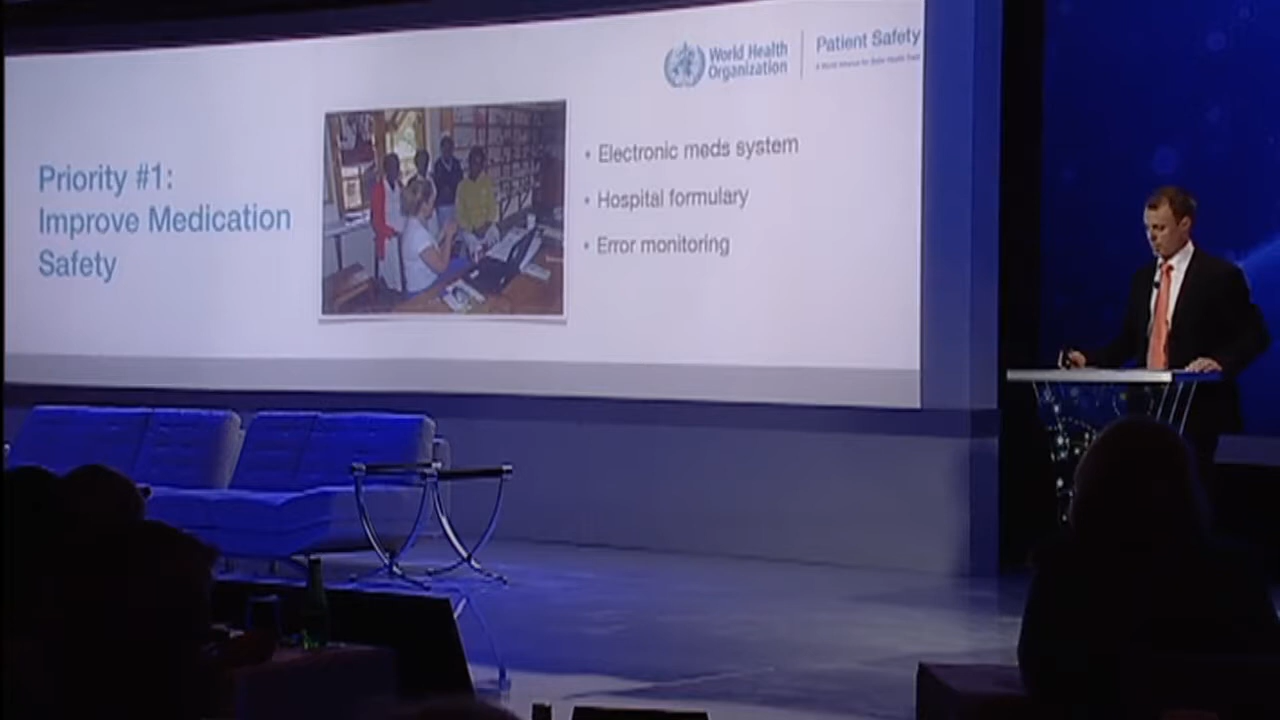 World Health
Organization
Patient Safety
Priority #1:
Improve Medication
Safety
• Electronic meds system
• Hospital formulary
• Error monitoring